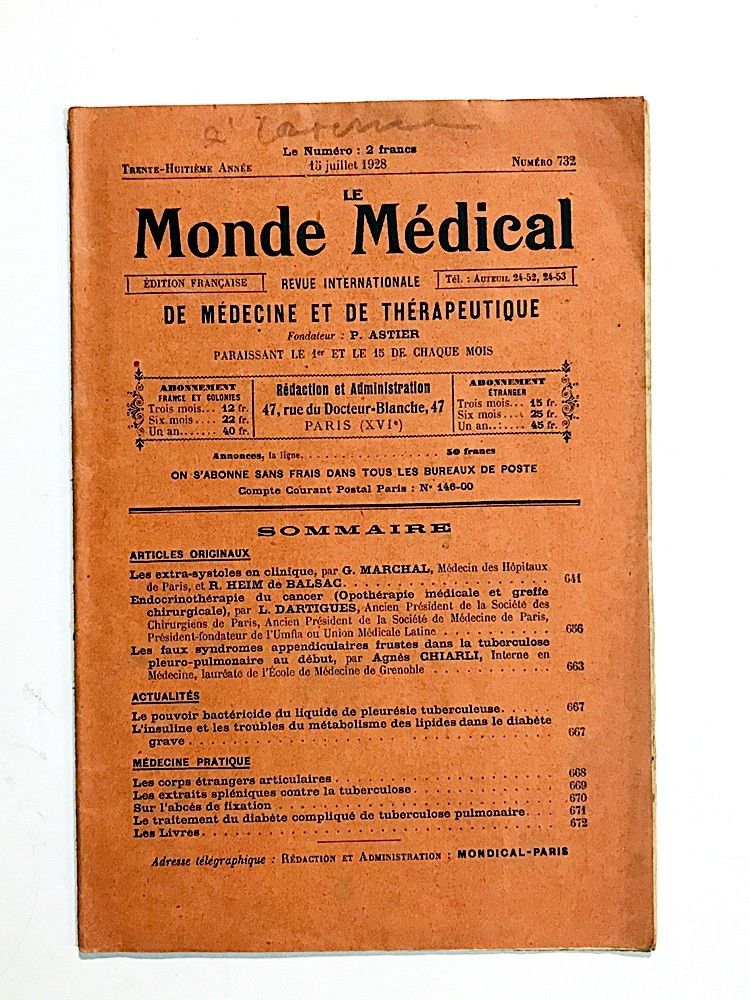 Le Numéro : 2 francs
TRENTE-HUITIÈME ANNÉE 15 juillet 1928 NUMÉRO 732
LE
Monde Médical
ÉDITION FRANÇAISE REVUE INTERNATIONALE Tél. : AUTEUIL 24-52, 24-53
DE MÉDECINE ET DE THÉRAPEUTIQUE
Fondateur : P. ASTIER
PARAISSANT LE 1er ET LE 15 DE CHAQUE MOIS
ABONNEMENT
FRANCE ET COLONIES
Trois mois... 12 fr.
Six mois.... 22 fr.
Un an....... 40 fr.
Rédaction et Administration
47, rue du Docteur-Blanche, 47
PARIS (XVIe)
ABONNEMENT
ÉTRANGER
Trois mois... 15 fr.
Six mois.... 25 fr.
Un an....... 45 fr.
Annonces, la ligne. . . . . . . . . . . . . . . . 50 francs
ON S'ABONNE SANS FRAIS DANS TOUS LES BUREAUX DE POSTE
Compte Courant Postal Paris : N° 146-00
SOMMAIRE
ARTICLES ORIGINAUX
Les extra-systoles en clinique, par G. MARCHAL, Médecin des Hôpitaux
de Paris, et R. HEIM de BALSAC. . . . . . . . . . . . . . . . 641
Endocrinothérapie du cancer (Opothérapie médicale et greffe
chirurgicale), par L. DARTIGUES, Ancien Président de la Société des
Chirurgiens de Paris, Ancien Président de la Société de Médecine de Paris,
Président-fondateur de l'Umfia ou Union Médicale Latine . . . . . . . . . . 656
Les faux syndromes appendiculaires frustes dans la tuberculose
pleuro-pulmonaire au début, par Agnès CHIARLI, Interne en
Médecine, lauréate de l'École de Médecine de Grenoble . . . . . . . . . . 663
ACTUALITÉS
Le pouvoir bactéricide du liquide de pleurésie tuberculeuse. . . . . 667
L'insuline et les troubles du métabolisme des lipides dans le diabète
grave . . . . . . . . . . . . . . . . . . . . 667
MÉDECINE PRATIQUE
Les corps étrangers articulaires . . . . . . . . . . . . . . . 668
Les extraits spléniques contre la tuberculose. . . . . . . . . . 669
Sur l'abcès de fixation . . . . . . . . . . . . . . . . . . 670
Le traitement du diabète compliqué de tuberculose pulmonaire. . . 671
Les Livres. . . . . . . . . . . . . . . . . . . . . . 672
Adresse télégraphique : RÉDACTION ET ADMINISTRATION ; MONDICAL-PARIS